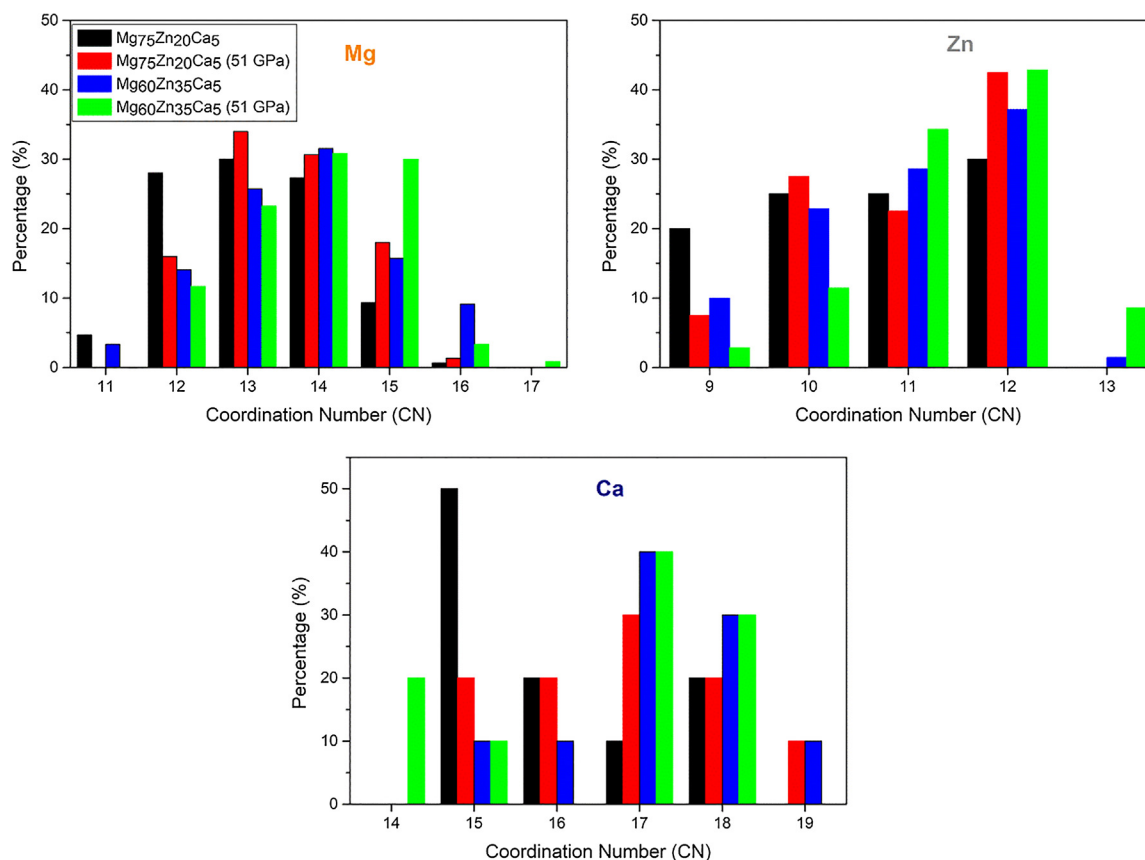 Mg75Zn20Ca5
Mg75Zn20Ca5 (51 GPa)
Mg60Zn35Ca5
Mg60Zn35Ca5 (51 GPa)
Mg
50
40
30
20
10
0
Percentage (%)
11 12 13 14 15 16 17
Coordination Number (CN)
Zn
50
40
30
20
10
0
Percentage (%)
9 10 11 12 13
Coordination Number (CN)
Ca
50
40
30
20
10
0
Percentage (%)
14 15 16 17 18 19
Coordination Number (CN)